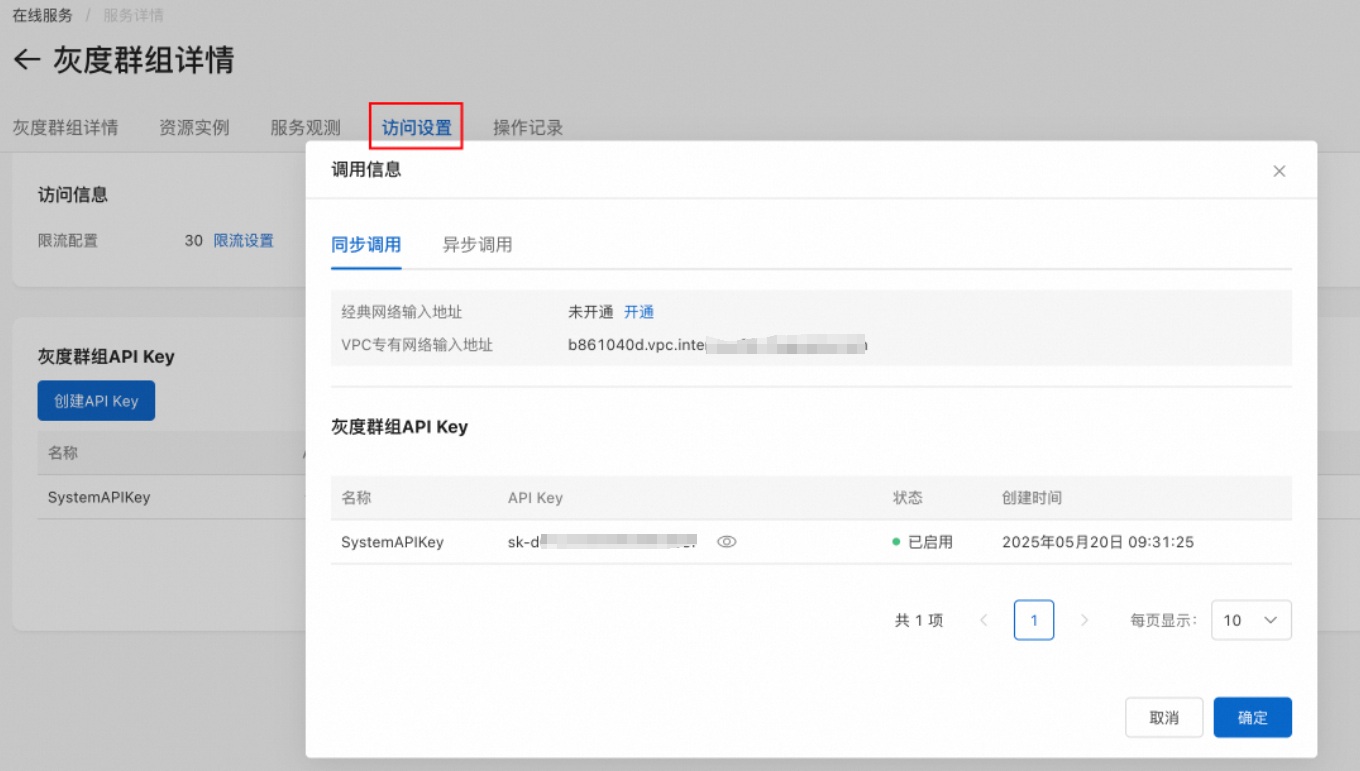 在线服务 / 服务详情
← 灰度群组详情
灰度群组详情 资源实例 服务观测 访问设置 操作记录
访问信息
限流配置 30 限流设置
灰度群组API Key
创建API Key
名称
SystemAPIKey
调用信息
同步调用 异步调用
经典网络输入地址 未开通 开通
VPC专有网络输入地址 b861040d.vpc.inte
灰度群组API Key
名称 API Key 状态 创建时间
SystemAPIKey sk-d 已启用 2025年05月20日 09:31:25
共 1 项 1 每页显示: 10
取消 确定